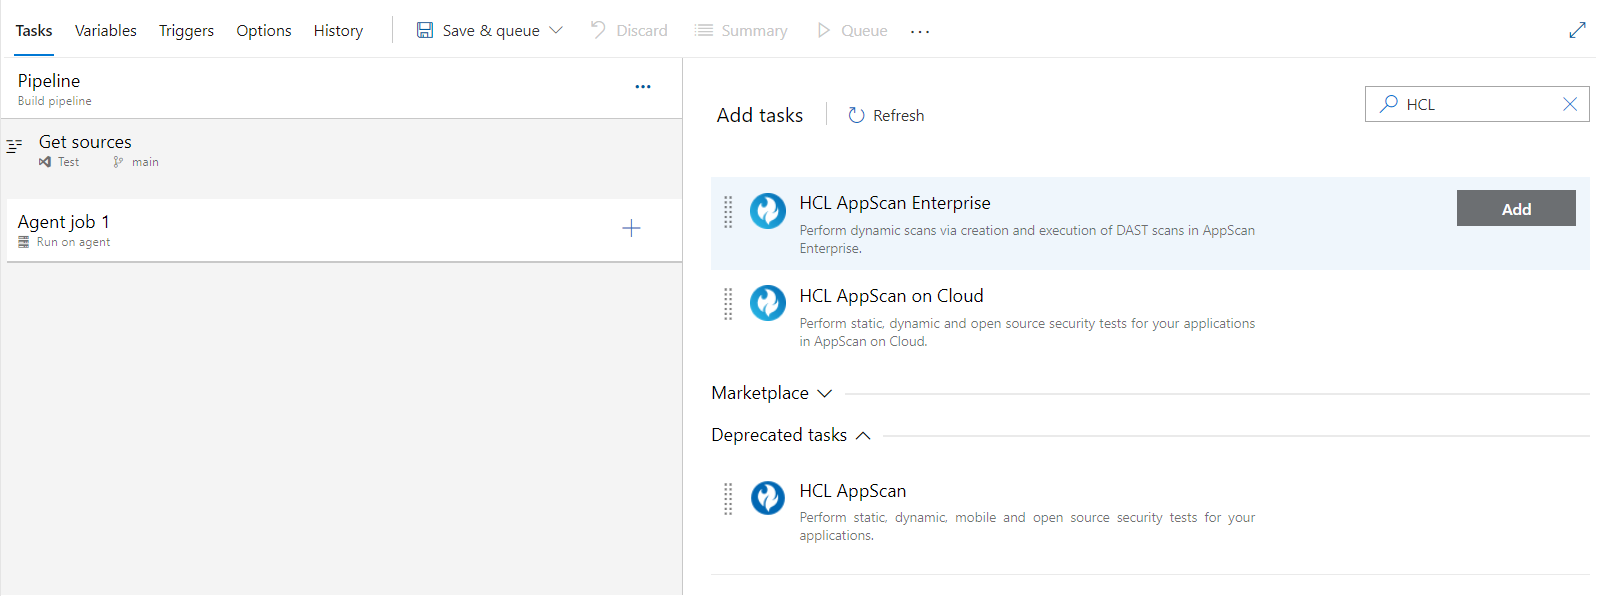 Tasks Variables Triggers Options History Save & queue Discard Summary Queue ...
Pipeline
Build pipeline
...
Get sources
Test main
Agent job 1
Run on agent
Add tasks Refresh HCL
HCL AppScan Enterprise
Add
Perform dynamic scans via creation and execution of DAST scans in AppScan
Enterprise.
HCL AppScan on Cloud
Perform static, dynamic and open source security tests for your applications
in AppScan on Cloud.
Marketplace
Deprecated tasks
HCL AppScan
Perform static, dynamic, mobile and open source security tests for your
applications.